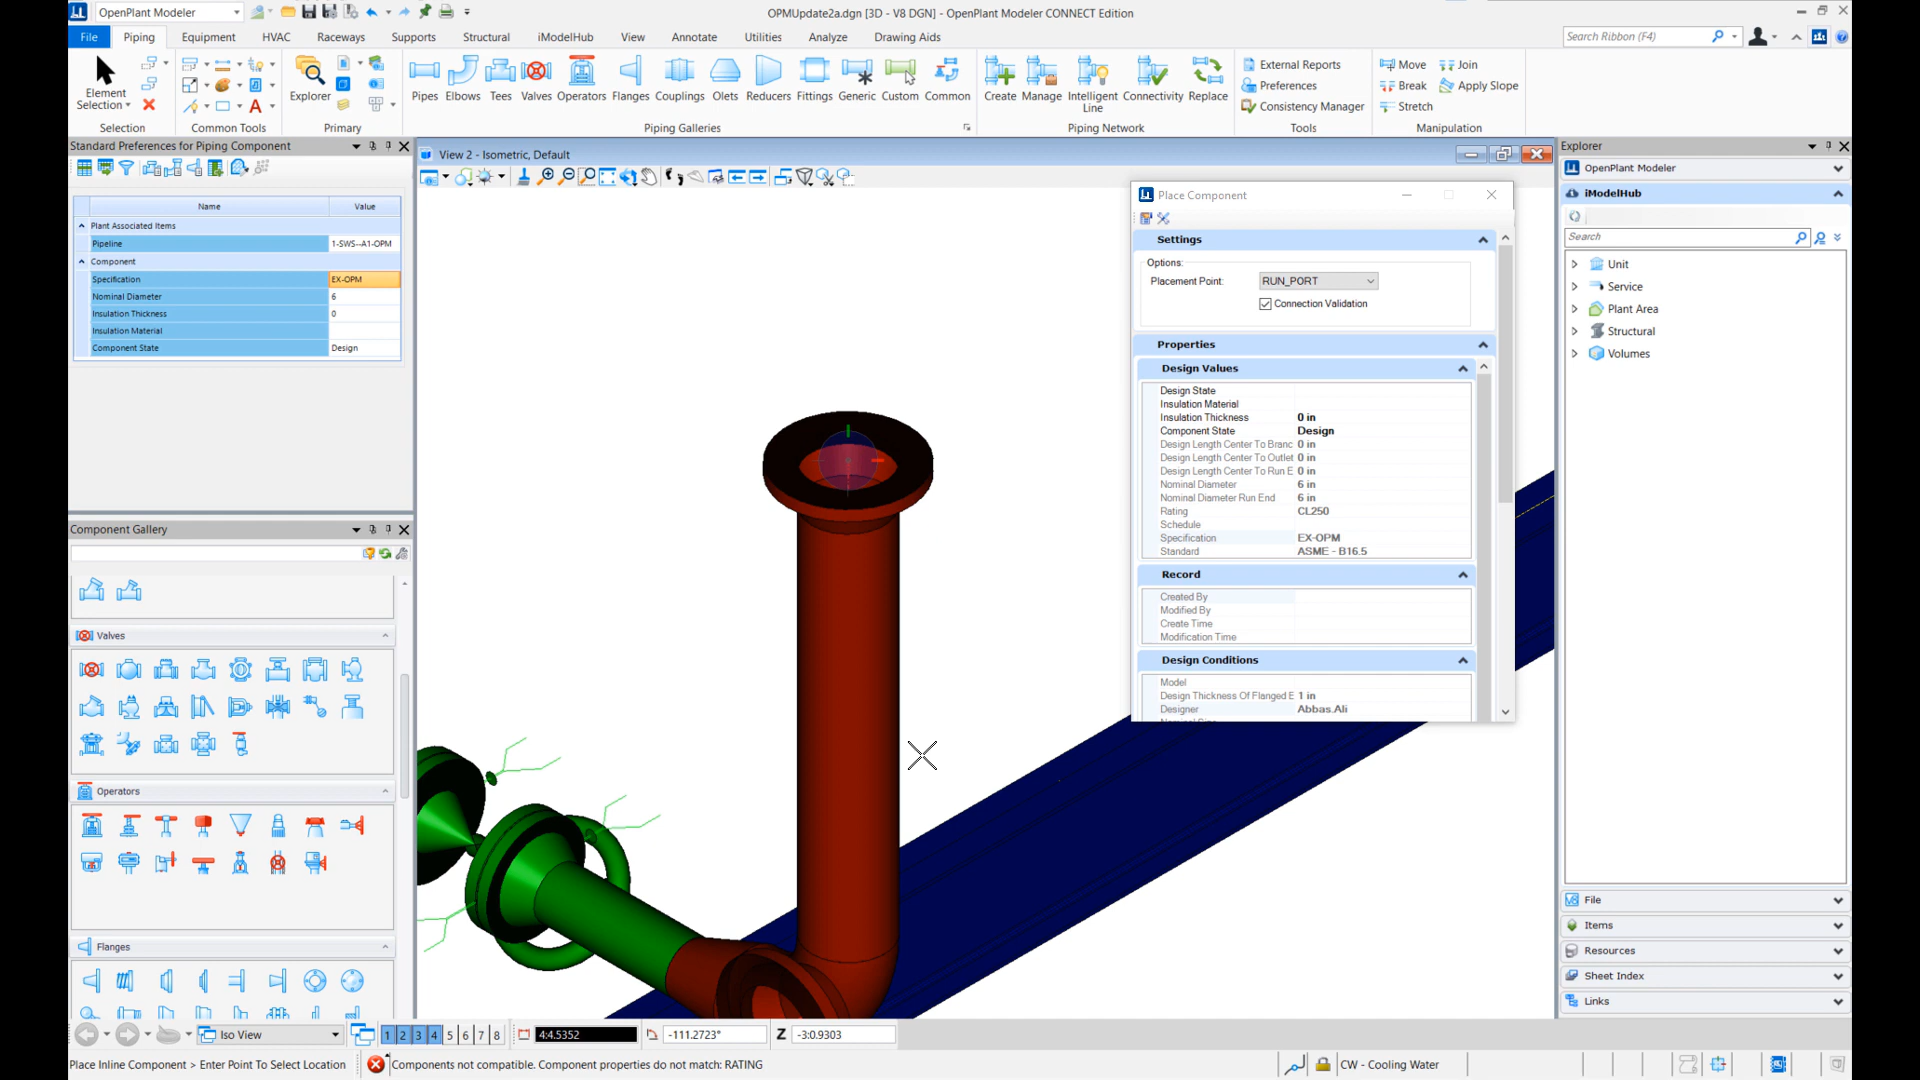 OpenPlant Modeler
OPMUpdate2a.dgn [3D - V8 DGN] - OpenPlant Modeler CONNECT Edition
File Piping Equipment HVAC Raceways Supports Structural iModelHub View Annotate Utilities Analyze Drawing Aids
Search Ribbon (F4)
Element Selection
Explorer
Pipes Elbows Tees Valves Operators Flanges Couplings Olets Reducers Fittings Generic Custom Common
Create Manage Intelligent Line Connectivity Replace
External Reports
Preferences
Consistency Manager
Move Join
Break Apply Slope
Stretch
Selection Common Tools Primary Piping Galleries Piping Network Tools Manipulation
Standard Preferences for Piping Component
Name Value
Plant Associated Items
Pipeline 1-SWS--A1-OPM
Component
Specification EX-OPM
Nominal Diameter 6
Insulation Thickness 0
Insulation Material
Component State Design
Component Gallery
Valves
Operators
Flanges
View 2 - Isometric, Default
Place Component
Settings
Options:
Placement Point: RUN_PORT
Connection Validation
Properties
Design Values
Design State
Insulation Material
Insulation Thickness 0 in
Component State Design
Design Length Center To Branc 0 in
Design Length Center To Outlet 0 in
Design Length Center To Run E 0 in
Nominal Diameter 6 in
Nominal Diameter Run End 6 in
Rating CL250
Schedule
Specification EX-OPM
Standard ASME - B16.5
Record
Created By
Modified By
Create Time
Modification Time
Design Conditions
Model
Design Thickness Of Flanged E 1 in
Designer Abbas.Ali
Explorer
OpenPlant Modeler
iModelHub
Search
Unit
Service
Plant Area
Structural
Volumes
File
Items
Resources
Sheet Index
Links
Iso View 1 2 3 4 5 6 7 8 4:4.5352 -111.2723° Z -3:0.9303
Place Inline Component > Enter Point To Select Location Components not compatible. Component properties do not match: RATING CW - Cooling Water